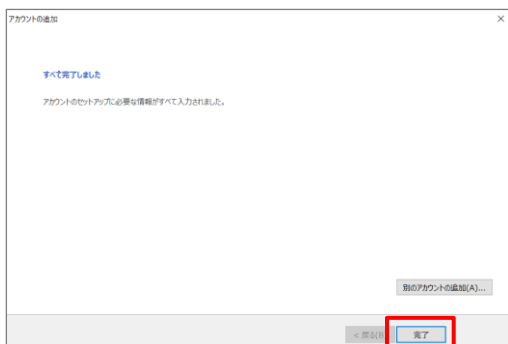 アカウントの追加
すべて完了しました
アカウントのセットアップに必要な情報がすべて入力されました。
別のアカウントの追加(A)...
< 戻る(B) 完了